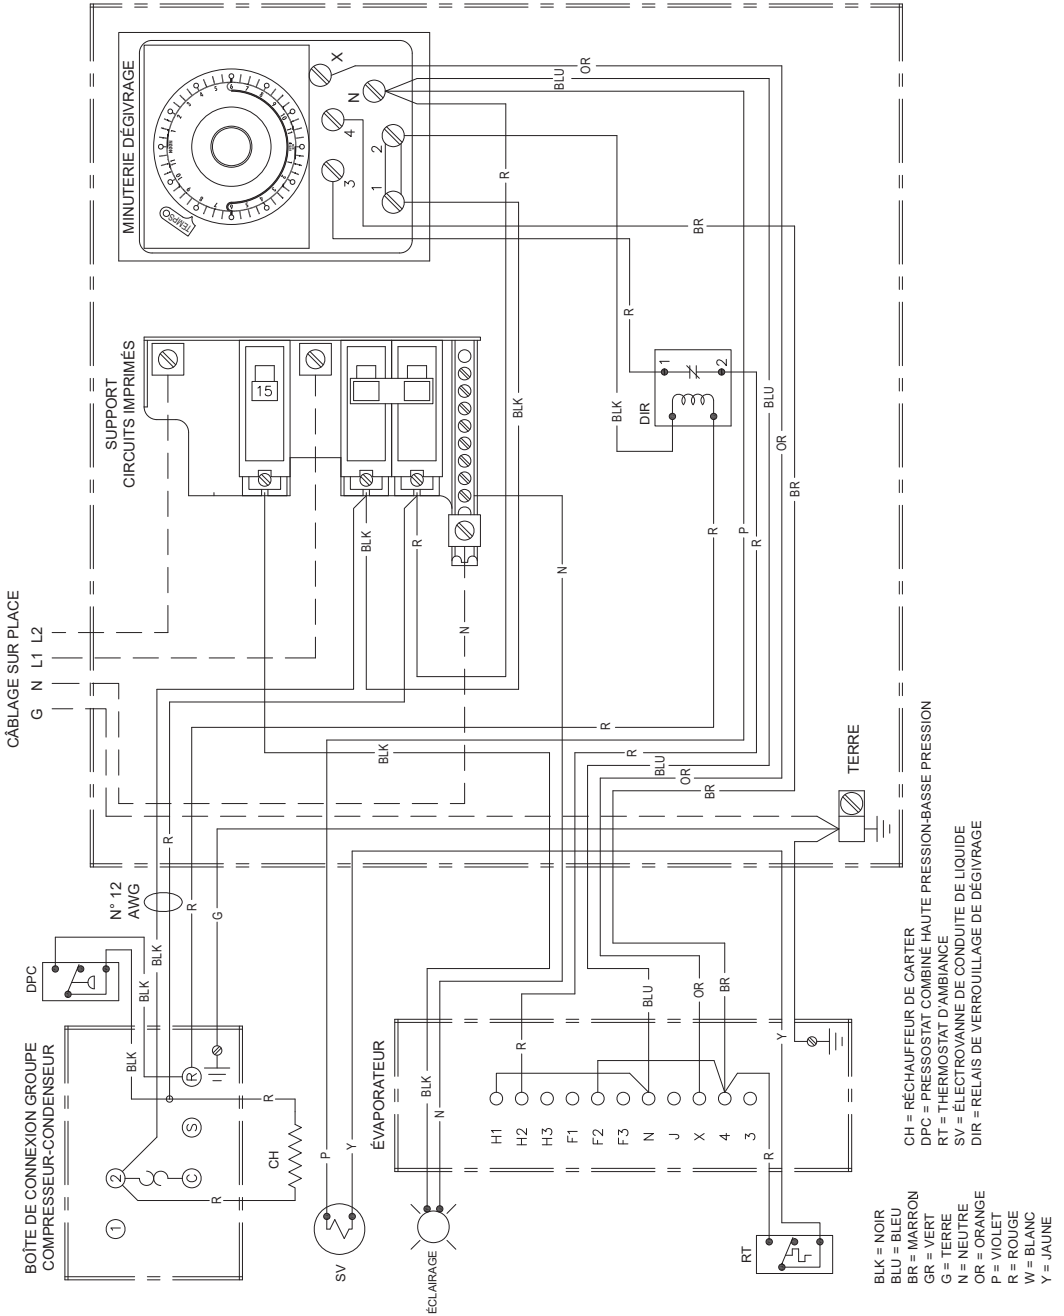 MINUTERIE DÉGIVRAGE
TEMPS
X
N
4
3
2
1
OR
BLU
R
BR
R
SUPPORT
CIRCUITS IMPRIMÉS
15
BLK
R
BLK
N
N
BLK
R
P
R
BLU
OR
BR
DIR
1
2
CÂBLAGE SUR PLACE
G N L1 L2
BLK
R
R
BLU
OR
BR
TERRE
N° 12
AWG
R
R
G
BLK
DPC
BLK
BLK
BOÎTE DE CONNEXION GROUPE
COMPRESSEUR-CONDENSEUR
1
2
C
S
R
R
R
CH
SV
P
Y
ÉCLAIRAGE
BLK
N
ÉVAPORATEUR
H1
H2
H3
F1
F2
F3
N
J
X
4
3
R
BLU
OR
BR
Y
R
RT
CH = RÉCHAUFFEUR DE CARTER
DPC = PRESSOSTAT COMBINÉ HAUTE PRESSION-BASSE PRESSION
RT = THERMOSTAT D'AMBIANCE
SV = ÉLECTROVANNE DE CONDUITE DE LIQUIDE
DIR = RELAIS DE VERROUILLAGE DE DÉGIVRAGE
BLK = NOIR
BLU = BLEU
BR = MARRON
GR = VERT
G = TERRE
N = NEUTRE
OR = ORANGE
P = VIOLET
R = ROUGE
W = BLANC
Y = JAUNE